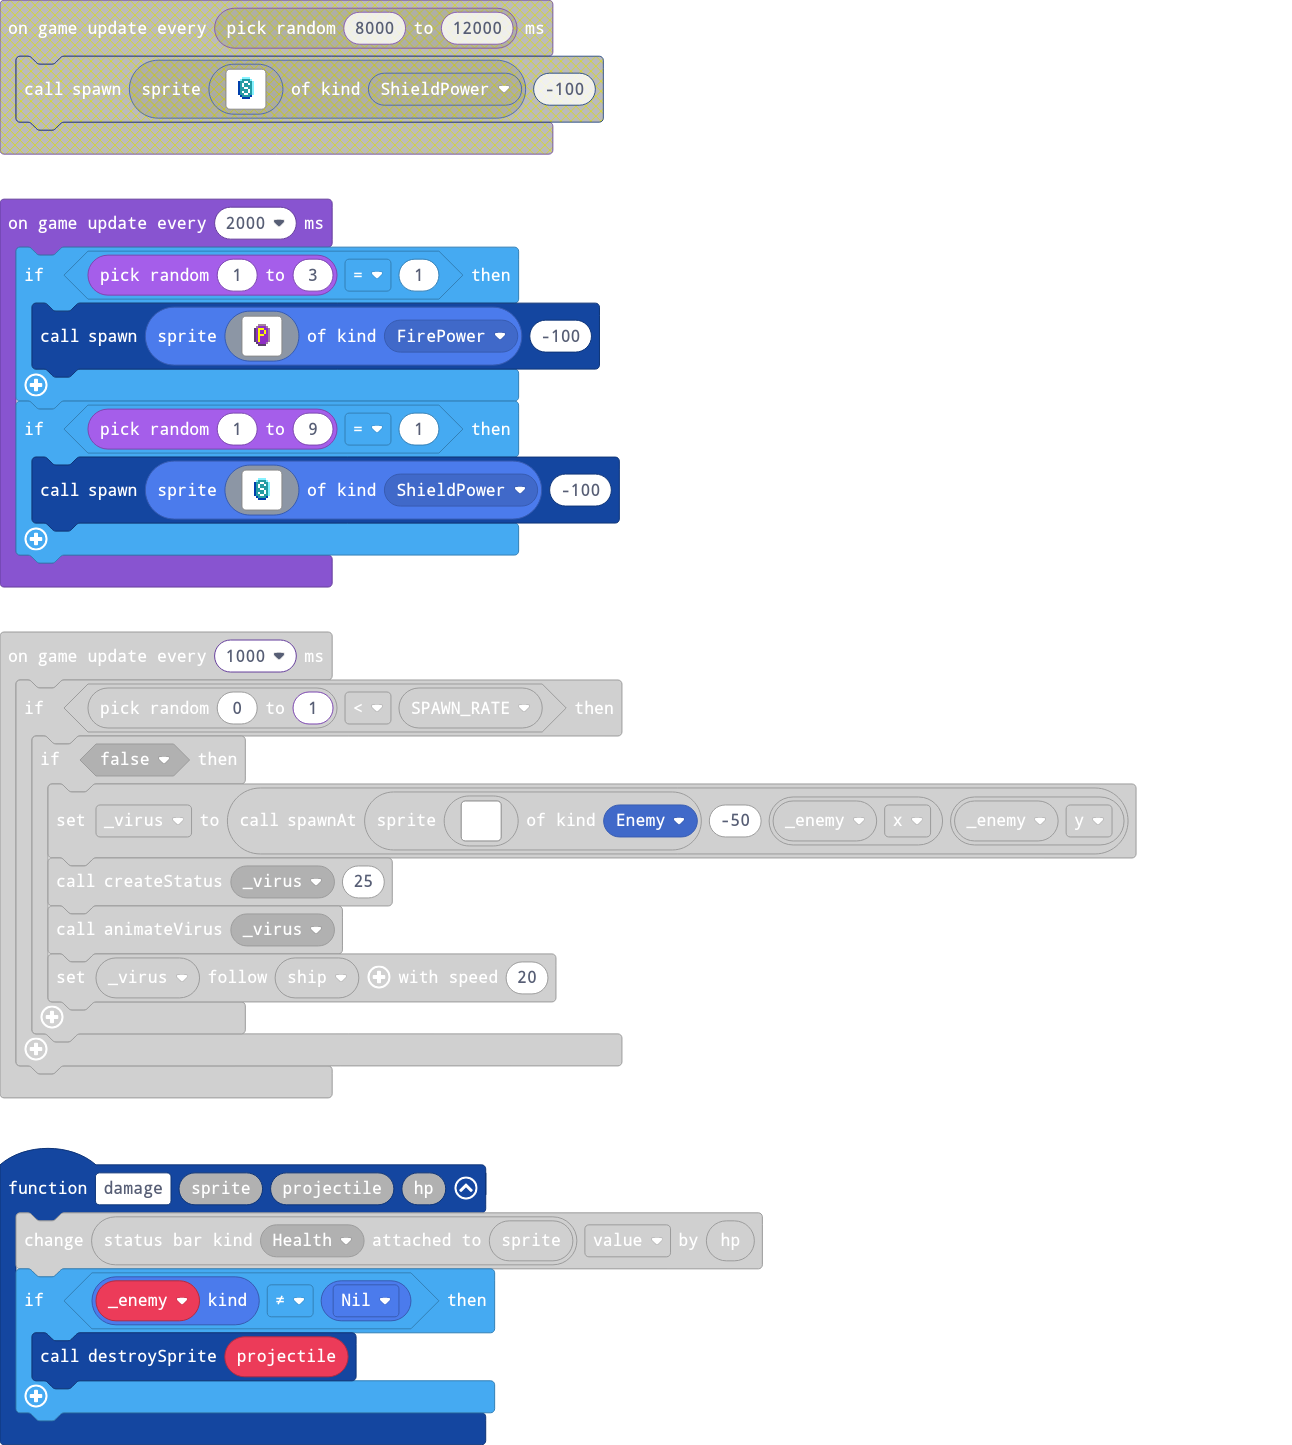 on game update every pick random 8000 to 12000 ms
call spawn sprite S of kind ShieldPower -100
on game update every 2000 ms
if pick random 1 to 3 = 1 then
call spawn sprite P of kind FirePower -100
if pick random 1 to 9 = 1 then
call spawn sprite S of kind ShieldPower -100
on game update every 1000 ms
if pick random 0 to 1 < SPAWN_RATE then
if false then
set _virus to call spawnAt sprite of kind Enemy -50 _enemy x _enemy y
call createStatus _virus 25
call animateVirus _virus
set _virus follow ship with speed 20
function damage sprite projectile hp
change status bar kind Health attached to sprite value by hp
if _enemy kind ≠ Nil then
call destroySprite projectile